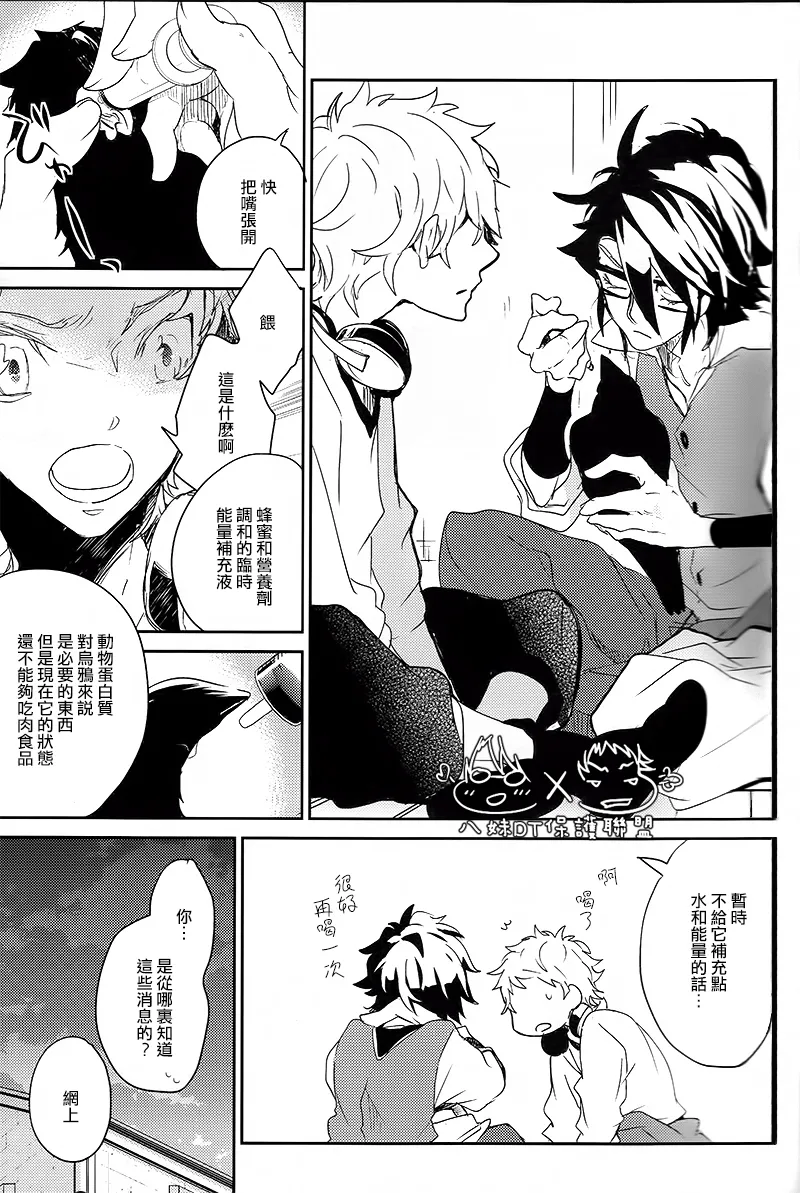 快
把嘴張開
餵
這是什麼啊
蜂蜜和營養劑
調和的臨時
能量補充液
動物蛋白質
對烏鴉來說
是必要的東西
但是現在它的狀態
還不能夠吃肉食品
八妹DT保護聯盟
暫時
不給它補充點
水和能量的話…
啊
喝了
很好
再喝一次
你…
是從哪裏知道
這些消息的?
網上